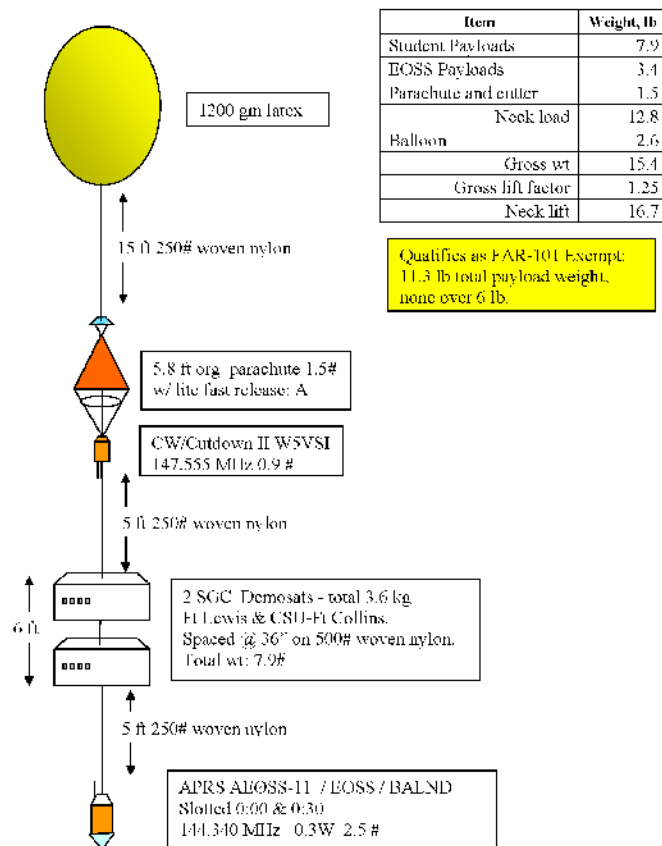 Item Weight, lb
Student Payloads 7.9
EOSS Payloads 3.4
Parachute and cutter 1.5
Neck load 12.8
Balloon 2.6
Gross wt 15.4
Gross lift factor 1.25
Neck lift 16.7
1200 gm latex
Qualifies as FAR-101 Exempt:
11.3 lb total payload weight,
none over 6 lb.
15 ft 250# woven nylon
5.8 ft org parachute 1.5#
w/ lite fast release: A
CW/Cutdown II W5VSI
147.555 MHz 0.9 #
5 ft 250# woven nylon
6 ft
2 SGC Demosats - total 3.6 kg
Ft Lewis & CSU-Ft Collins.
Spaced @ 36" on 500# woven nylon.
Total wt: 7.9#
5 ft 250# woven nylon
APRS AEOSS-11 / EOSS / BALND
Slotted 0:00 & 0:30
144.340 MHz 0.3W 2.5 #